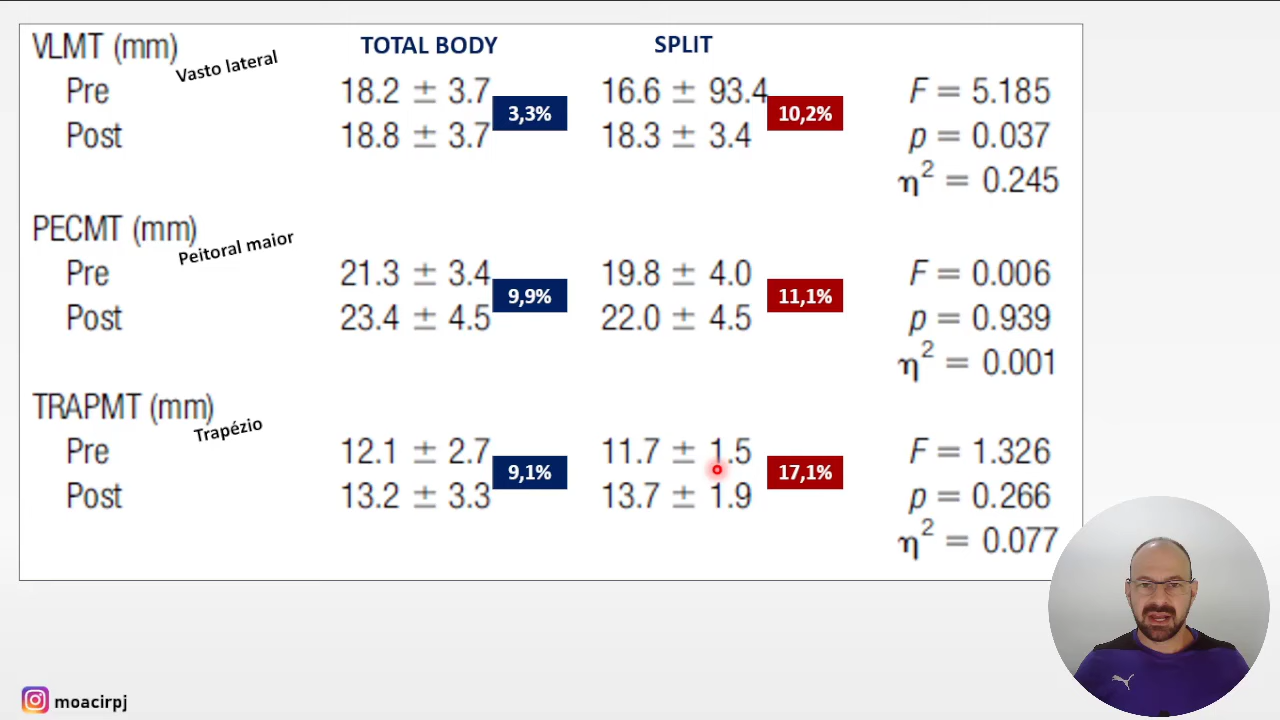 VLMT (mm) TOTAL BODY SPLIT
Vasto lateral
Pre 18.2 ± 3.7 16.6 ± 93.4 F = 5.185
3,3% 10,2%
Post 18.8 ± 3.7 18.3 ± 3.4 p = 0.037
η² = 0.245
PECMT (mm)
Peitoral maior
Pre 21.3 ± 3.4 19.8 ± 4.0 F = 0.006
9,9% 11,1%
Post 23.4 ± 4.5 22.0 ± 4.5 p = 0.939
η² = 0.001
TRAPMT (mm)
Trapézio
Pre 12.1 ± 2.7 11.7 ± 1.5 F = 1.326
9,1% 17,1%
Post 13.2 ± 3.3 13.7 ± 1.9 p = 0.266
η² = 0.077
moacirpj